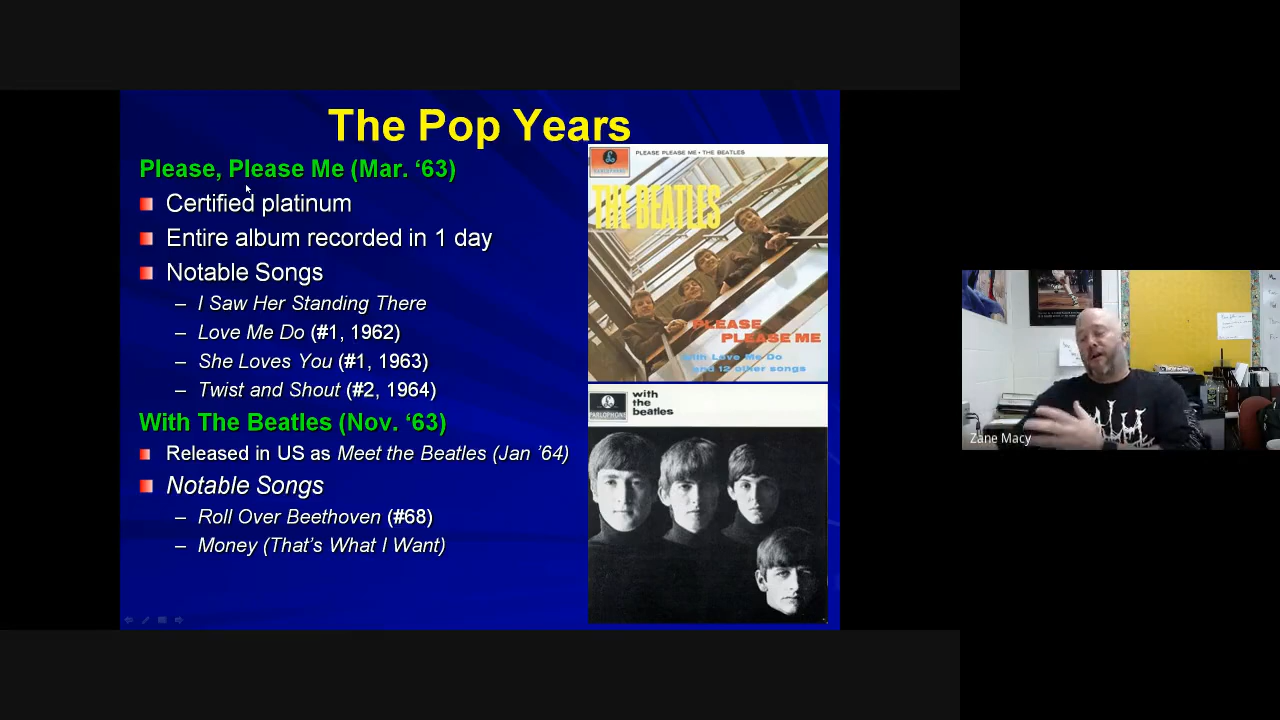 The Pop Years
Please, Please Me (Mar. ‘63)
Certified platinum
Entire album recorded in 1 day
Notable Songs
– I Saw Her Standing There
– Love Me Do (#1, 1962)
– She Loves You (#1, 1963)
– Twist and Shout (#2, 1964)
With The Beatles (Nov. ‘63)
Released in US as Meet the Beatles (Jan ’64)
Notable Songs
– Roll Over Beethoven (#68)
– Money (That’s What I Want)
PLEASE PLEASE ME • THE BEATLES
THE BEATLES
PLEASE
PLEASE ME
with Love Me Do
and 12 other songs
with
the
beatles
PARLOPHONE
Zane Macy